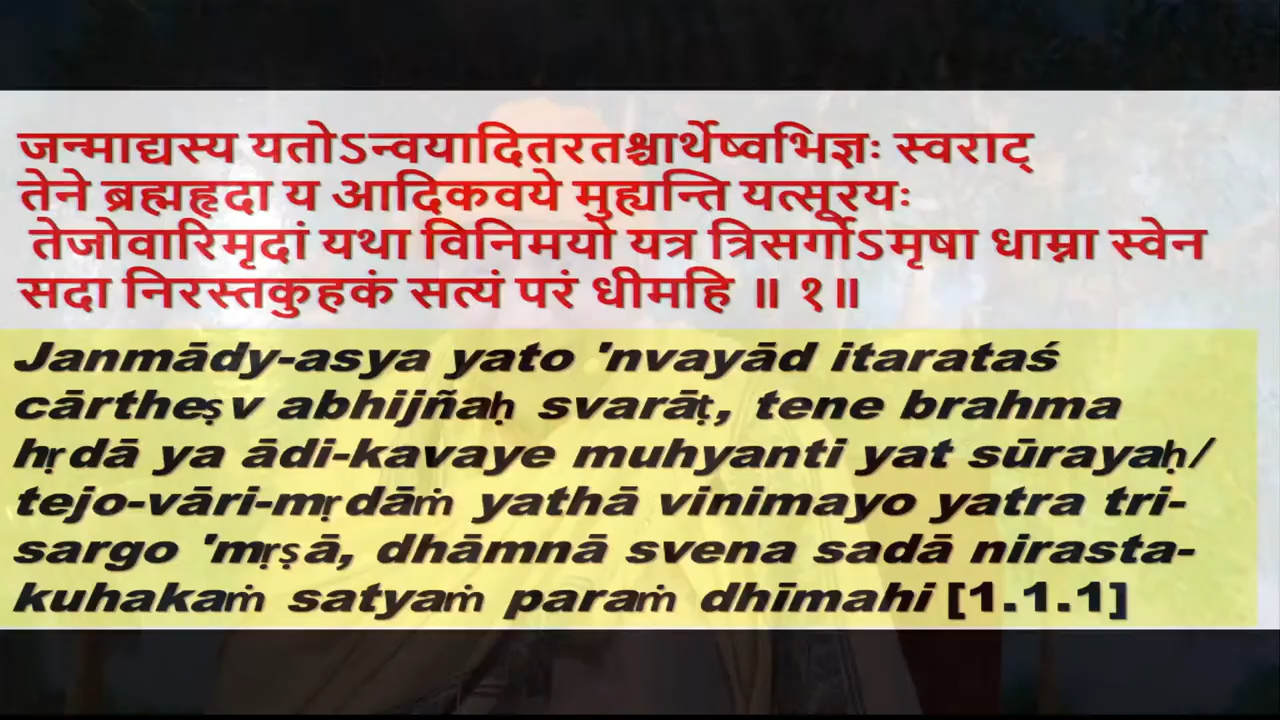 जन्माद्यस्य यतोऽन्वयादितरतश्चार्थेष्वभिज्ञः स्वराट्
तेने ब्रह्महृदा य आदिकवये मुह्यन्ति यत्सूरयः
तेजोवारिमृदां यथा विनिमयो यत्र त्रिसर्गोऽमृषा धाम्ना स्वेन
सदा निरस्तकुहकं सत्यं परं धीमहि ॥ १॥
Janmādy-asya yato 'nvayād itarataś
cārtheṣv abhijñaḥ svarāṭ, tene brahma
hṛdā ya ādi-kavaye muhyanti yat sūrayaḥ/
tejo-vāri-mṛdāṁ yathā vinimayo yatra tri-
sargo 'mṛṣā, dhāmnā svena sadā nirasta-
kuhakaṁ satyaṁ paraṁ dhīmahi [1.1.1]